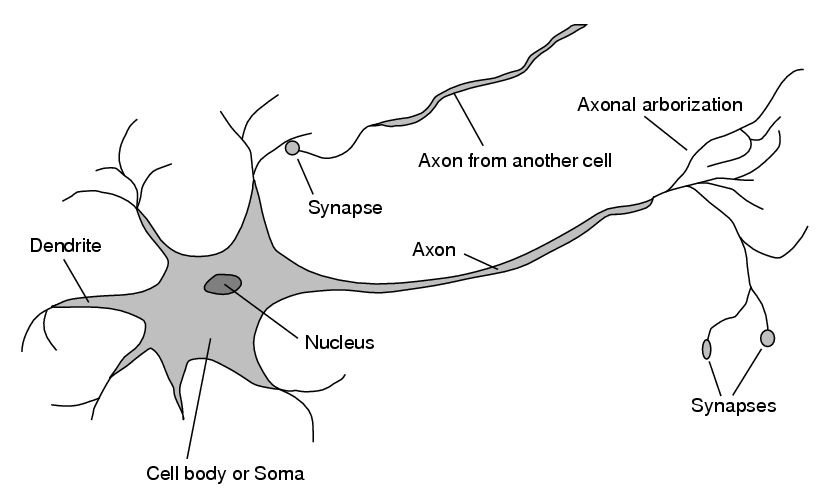 Axonal arborization
Axon from another cell
Synapse
Dendrite
Axon
Nucleus
Synapses
Cell body or Soma